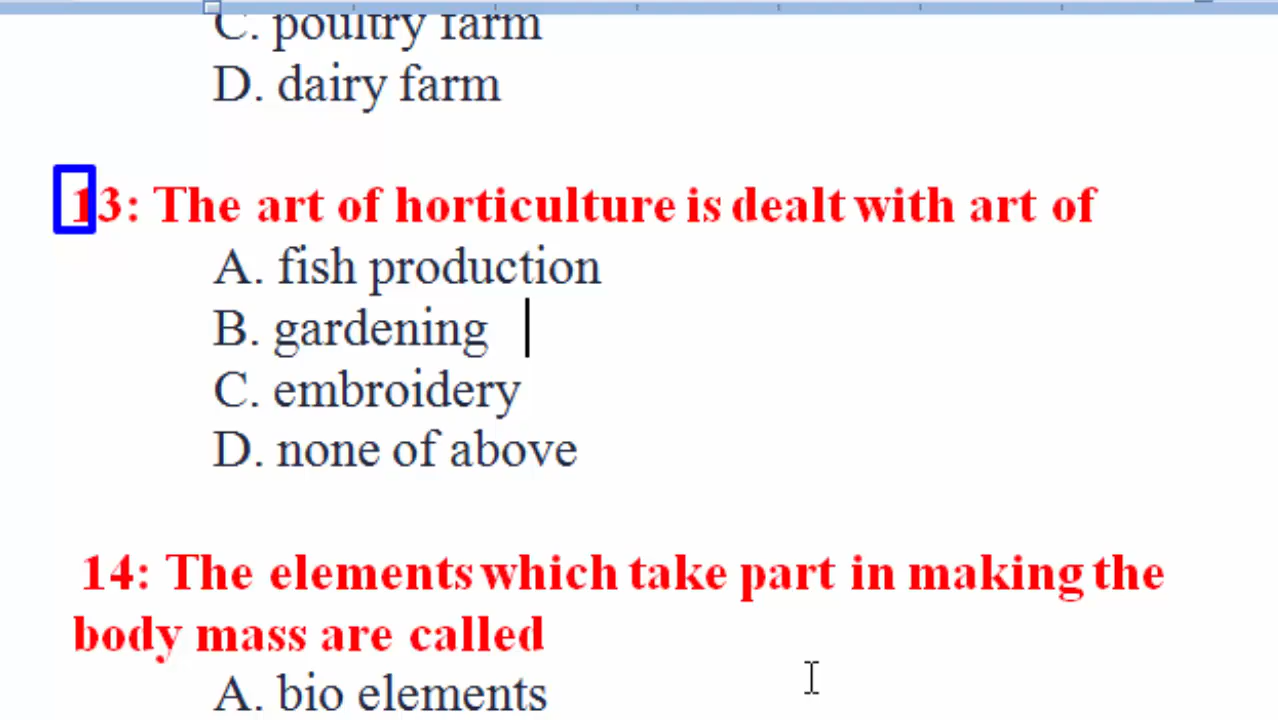 C. poultry farm
D. dairy farm
13: The art of horticulture is dealt with art of
A. fish production
B. gardening
C. embroidery
D. none of above
14: The elements which take part in making the
body mass are called
A. bio elements